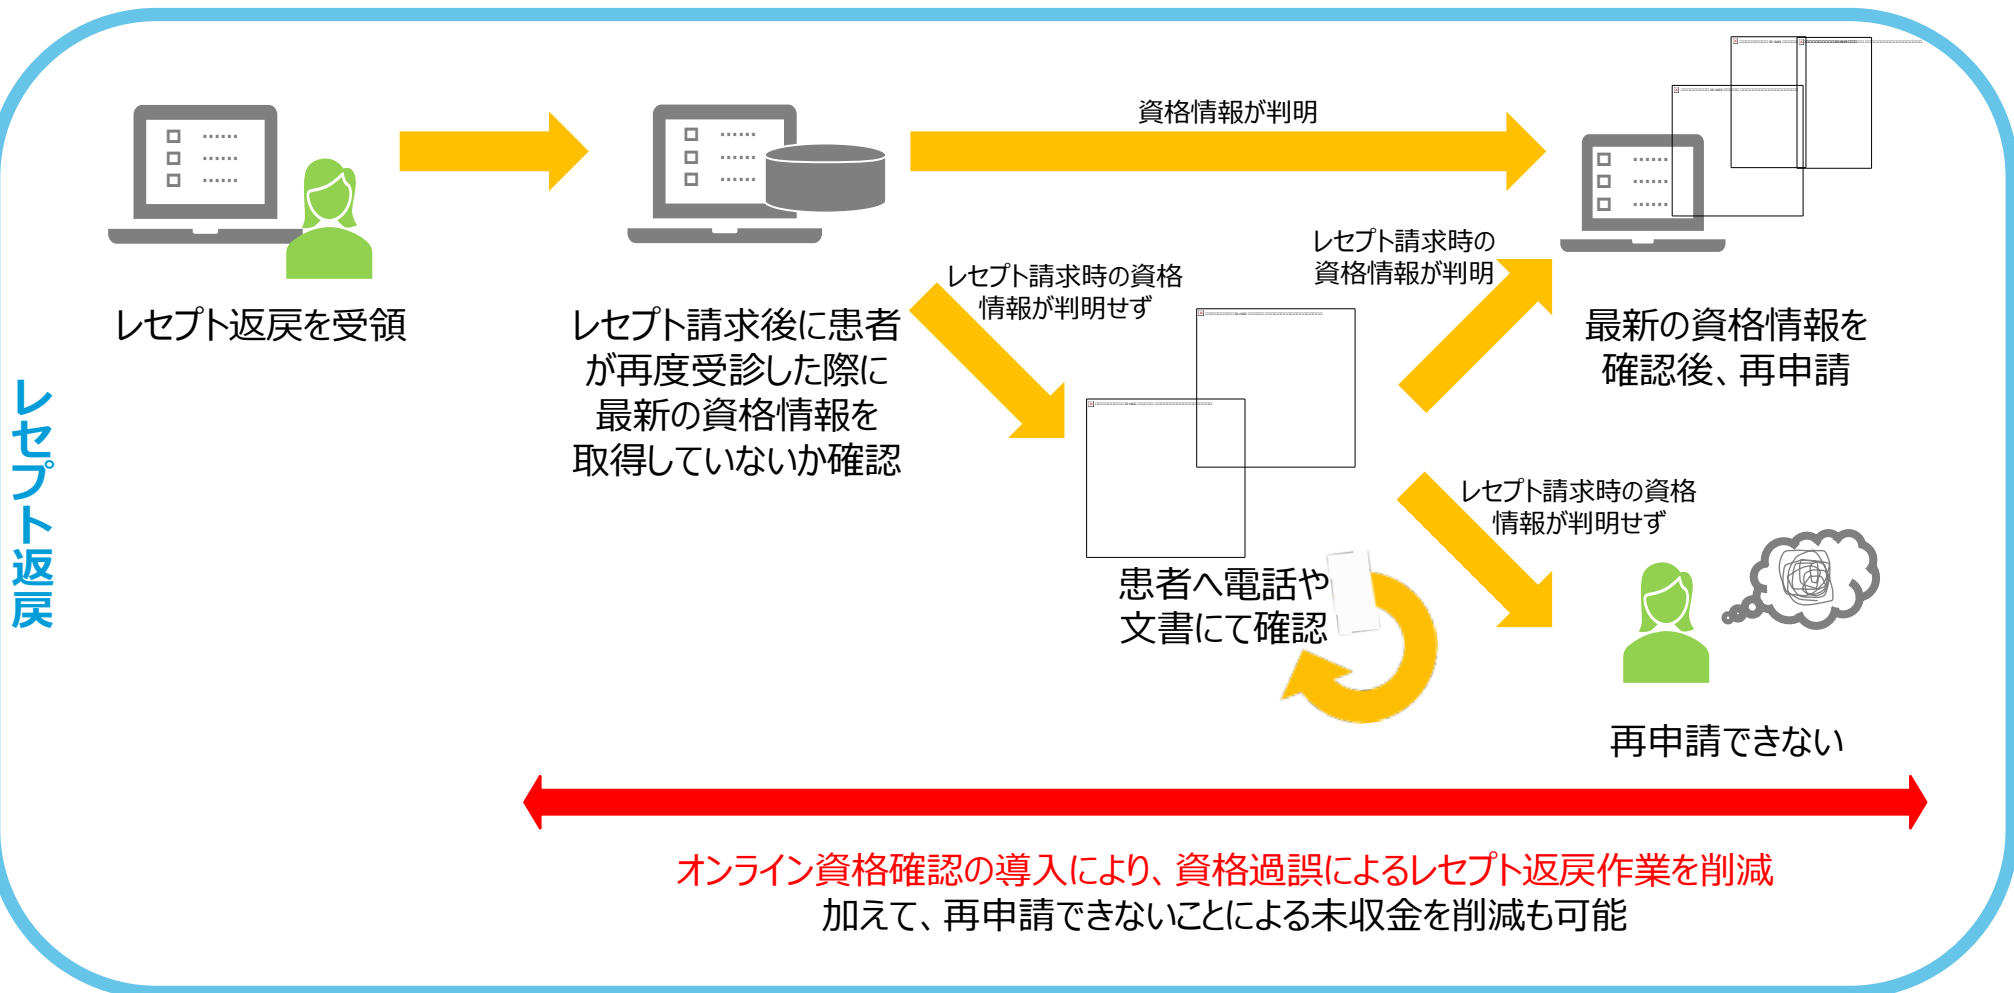 レセプト返戻
資格情報が判明
レセプト返戻を受領
レセプト請求後に患者
が再度受診した際に
最新の資格情報を
取得していないか確認
レセプト請求時の資格
情報が判明せず
患者へ電話や
文書にて確認
レセプト請求時の
資格情報が判明
最新の資格情報を
確認後、再申請
レセプト請求時の資格
情報が判明せず
再申請できない
オンライン資格確認の導入により、資格過誤によるレセプト返戻作業を削減
加えて、再申請できないことによる未収金を削減も可能